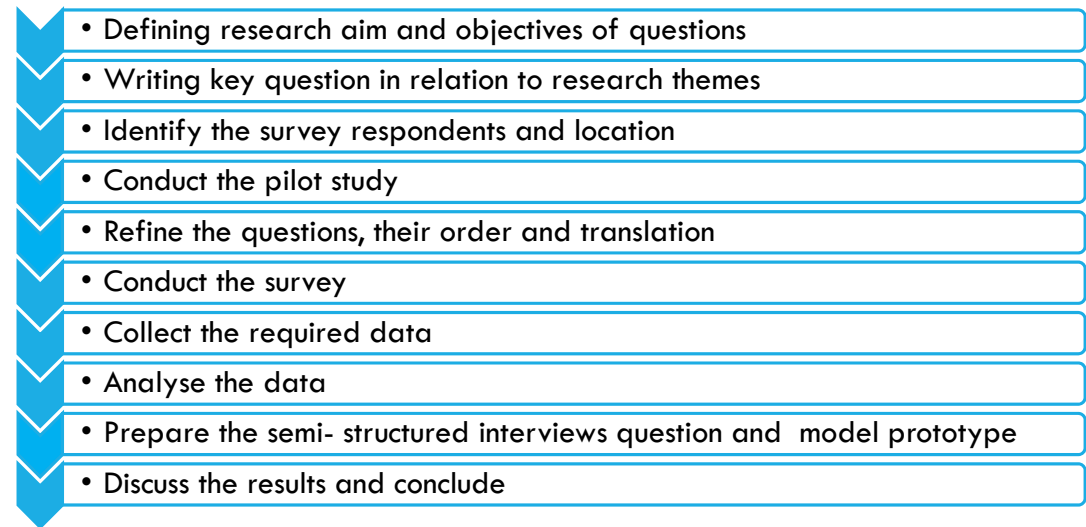 • Defining research aim and objectives of questions
• Writing key question in relation to research themes
• Identify the survey respondents and location
• Conduct the pilot study
• Refine the questions, their order and translation
• Conduct the survey
• Collect the required data
• Analyse the data
• Prepare the semi- structured interviews question and  model prototype
• Discuss the results and conclude